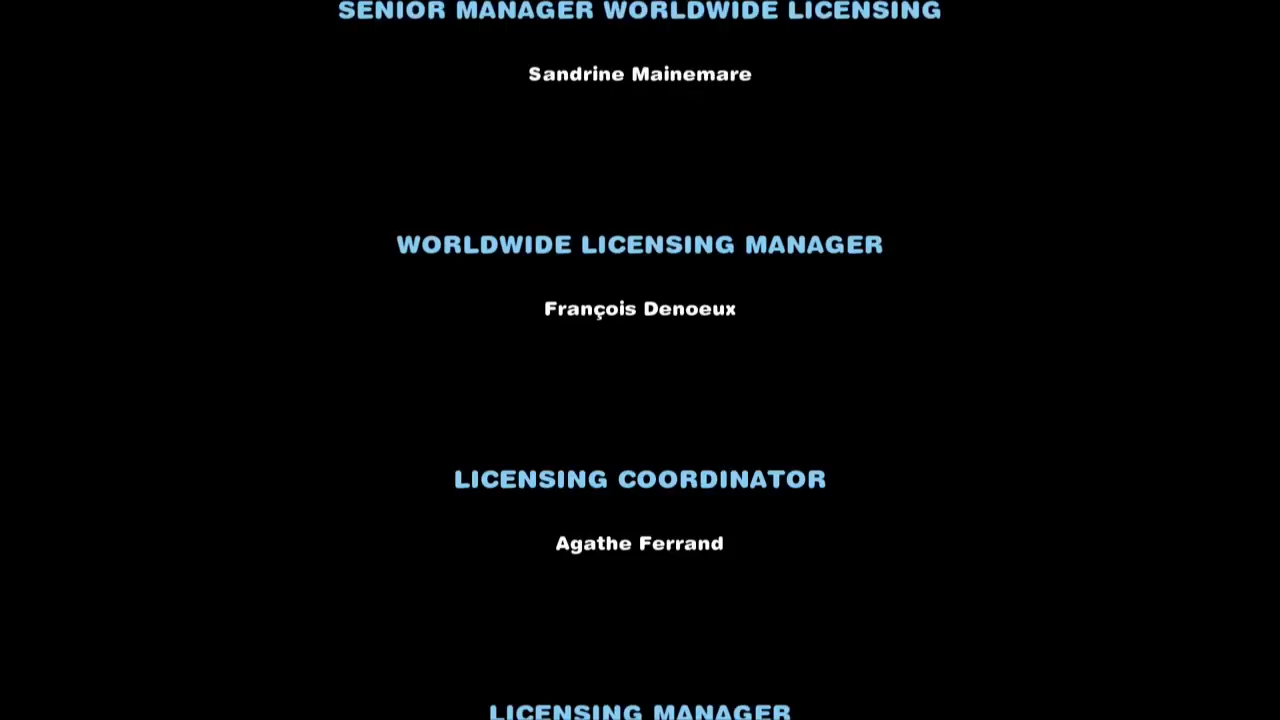 SENIOR MANAGER WORLDWIDE LICENSING
Sandrine Mainemare
WORLDWIDE LICENSING MANAGER
François Denoeux
LICENSING COORDINATOR
Agathe Ferrand
LICENSING MANAGER